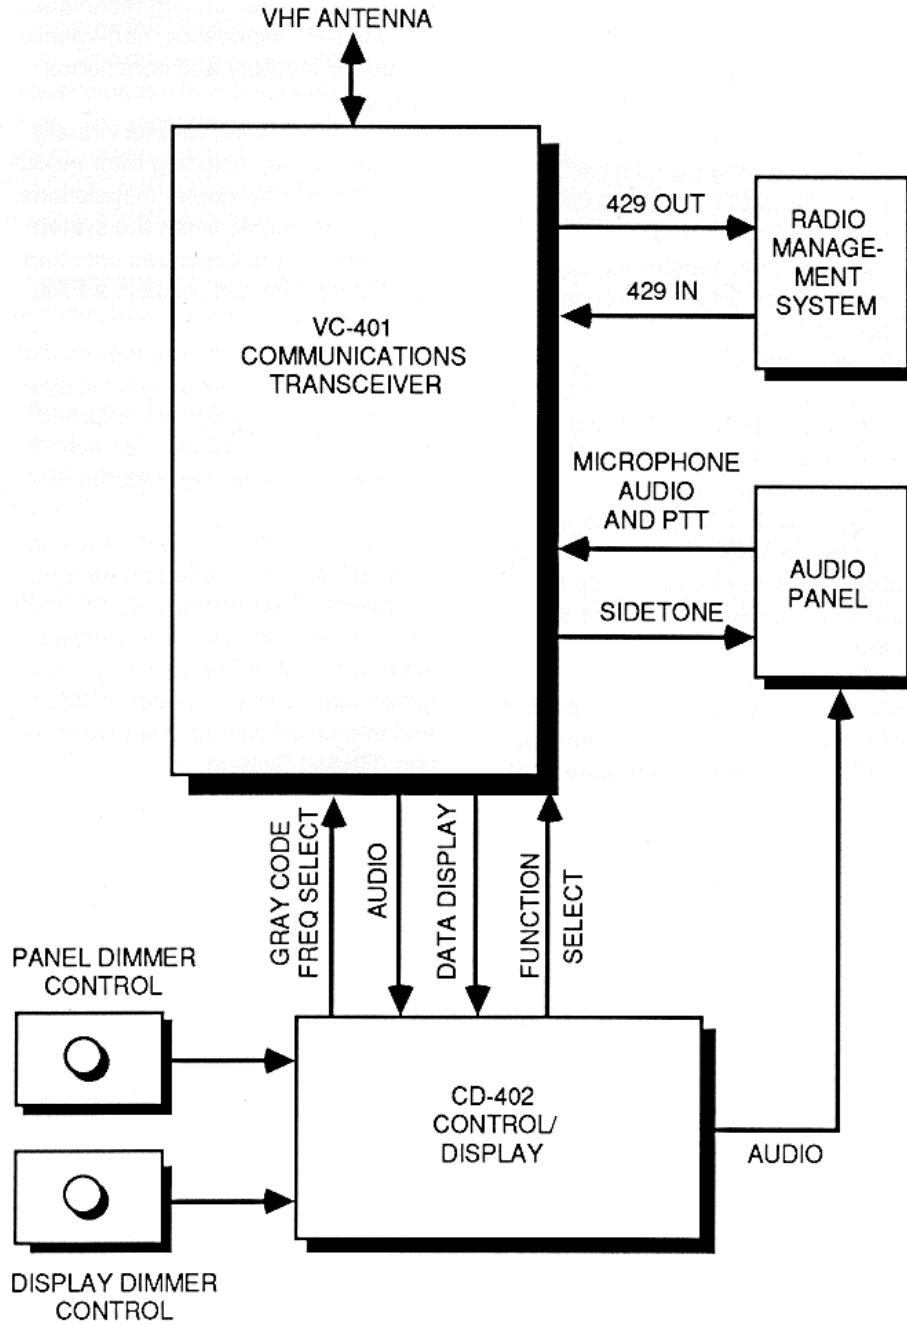 VHF ANTENNA
VC-401
COMMUNICATIONS
TRANSCEIVER
429 OUT
429 IN
RADIO
MANAGE-
MENT
SYSTEM
MICROPHONE
AUDIO
AND PTT
SIDETONE
AUDIO
PANEL
GRAY CODE
FREQ SELECT
AUDIO
DATA DISPLAY
FUNCTION
SELECT
PANEL DIMMER
CONTROL
CD-402
CONTROL/
DISPLAY
AUDIO
DISPLAY DIMMER
CONTROL